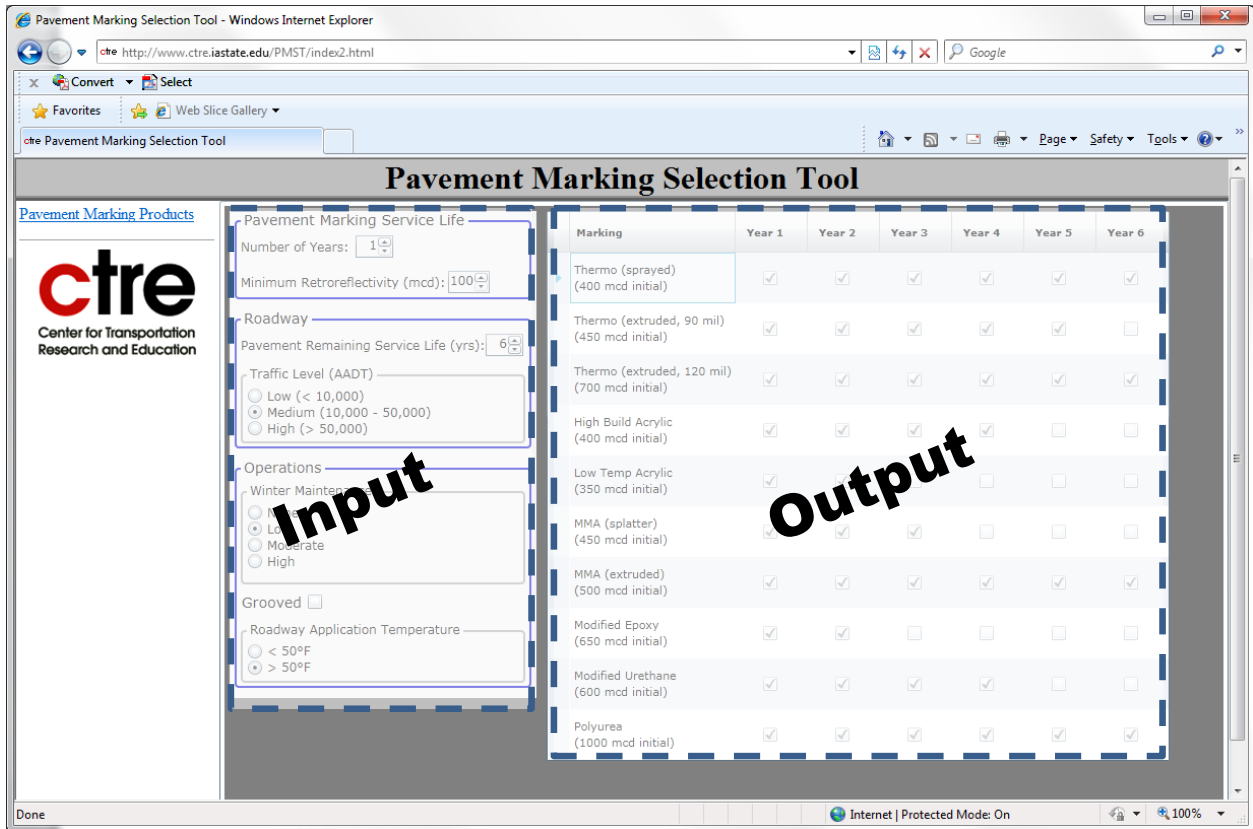 Pavement Marking Selection Tool - Windows Internet Explorer
ctre http://www.ctre.iastate.edu/PMST/index2.html
Google
x Convert Select
Favorites Web Slice Gallery
ctre Pavement Marking Selection Tool
Page Safety Tools
Pavement Marking Selection Tool
Pavement Marking Products
ctre
Center for Transportation
Research and Education
Pavement Marking Service Life
Number of Years: 1
Minimum Retroreflectivity (mcd): 100
Roadway
Pavement Remaining Service Life (yrs): 6
Traffic Level (AADT)
Low (< 10,000)
Medium (10,000 - 50,000)
High (> 50,000)
Operations
Winter
Moderate
High
Grooved
Roadway Application Temperature
< 50°F
> 50°F
Input
Marking Year 1 Year 2 Year 3 Year 4 Year 5 Year 6
Thermo (sprayed)
(400 mcd initial)
Thermo (extruded, 90 mil)
(450 mcd initial)
Thermo (extruded, 120 mil)
(700 mcd initial)
High Build Acrylic
(400 mcd initial)
Low Temp Acrylic
(350 mcd initial)
MMA (splatter)
(450 mcd initial)
MMA (extruded)
(500 mcd initial)
Modified Epoxy
(650 mcd initial)
Modified Urethane
(600 mcd initial)
Polyurea
(1000 mcd initial)
Output
Done
Internet | Protected Mode: On
100%